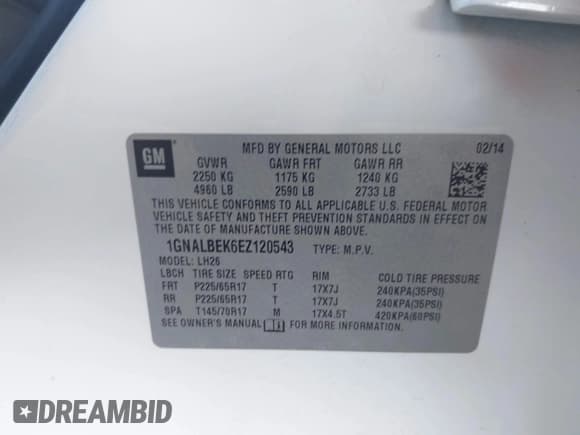 GM
MFD BY GENERAL MOTORS LLC 02/14
GVWR GAWR FRT GAWR RR
2250 KG 1175 KG 1240 KG
4960 LB 2590 LB 2733 LB
THIS VEHICLE CONFORMS TO ALL APPLICABLE U.S. FEDERAL MOTOR
VEHICLE SAFETY AND THEFT PREVENTION STANDARDS IN EFFECT ON
THE DATE OF MANUFACTURE SHOWN ABOVE.
1GNALBEK6EZ120543 TYPE: M.P.V.
MODEL: LH26
LBCH TIRE SIZE SPEED RTG RIM COLD TIRE PRESSURE
FRT P225/65R17 T 17X7J 240KPA(35PSI)
RR P225/65R17 T 17X7J 240KPA(35PSI)
SPA T145/70R17 M 17X4.5T 420KPA(60PSI)
SEE OWNER'S MANUAL FOR MORE INFORMATION.
DREAMBID